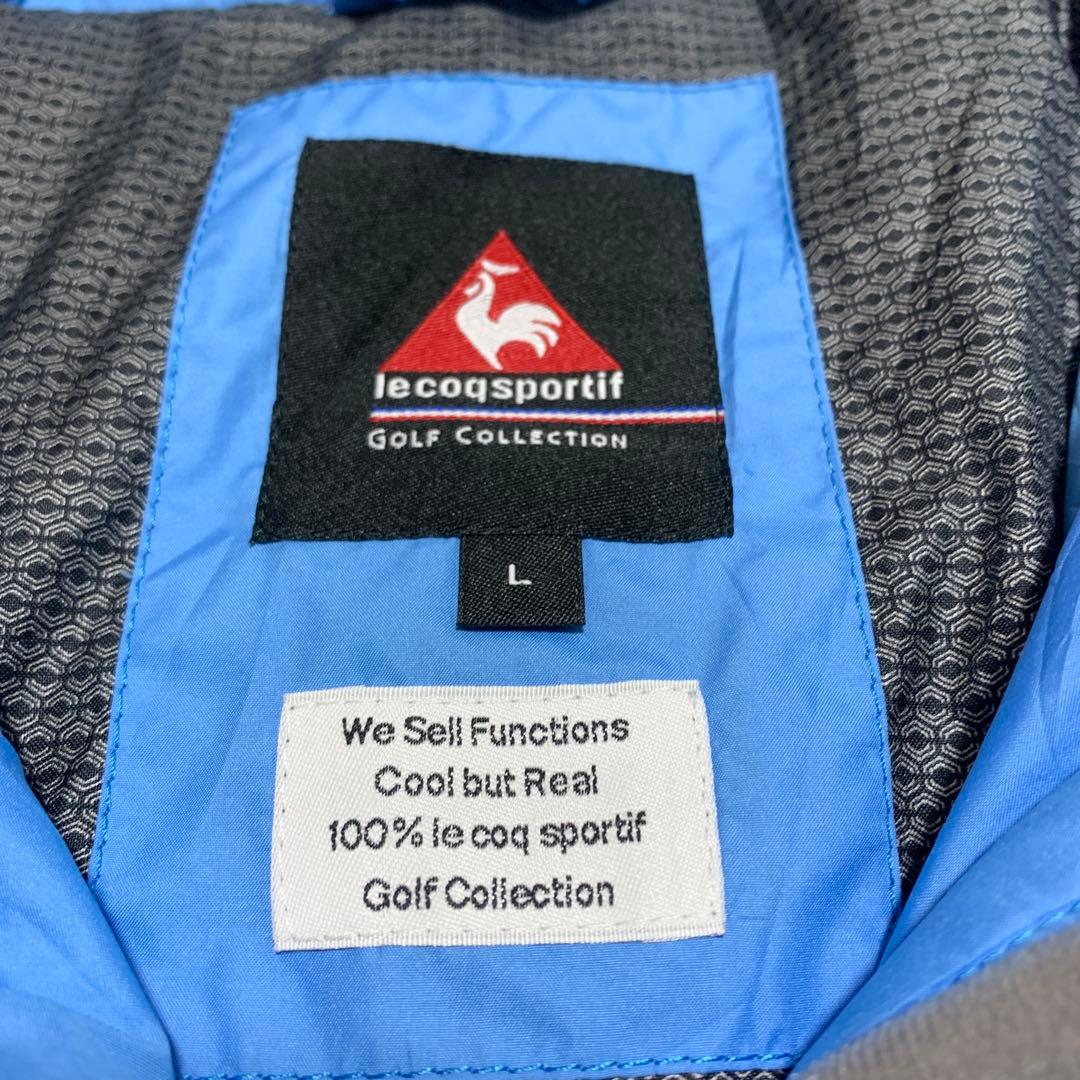 lecoqsportif
GOLF COLLECTION
L
We Sell Functions
Cool but Real
100% le coq sportif
Golf Collection